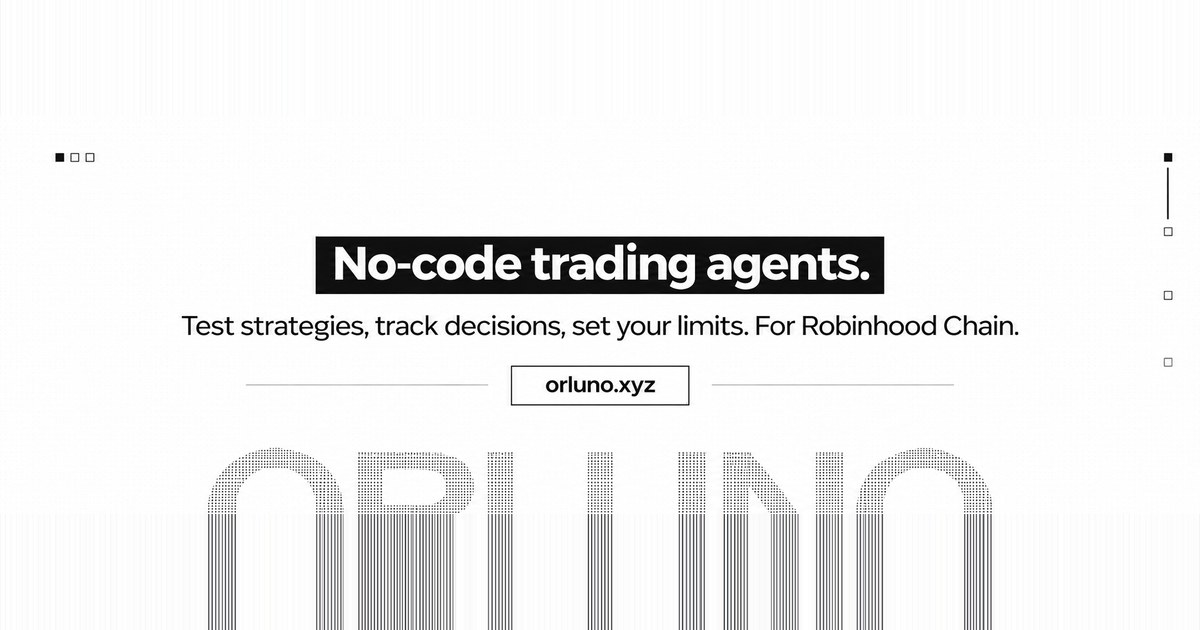 No-code trading agents.
Test strategies, track decisions, set your limits. For Robinhood Chain.
orluno.xyz
ORLUNO